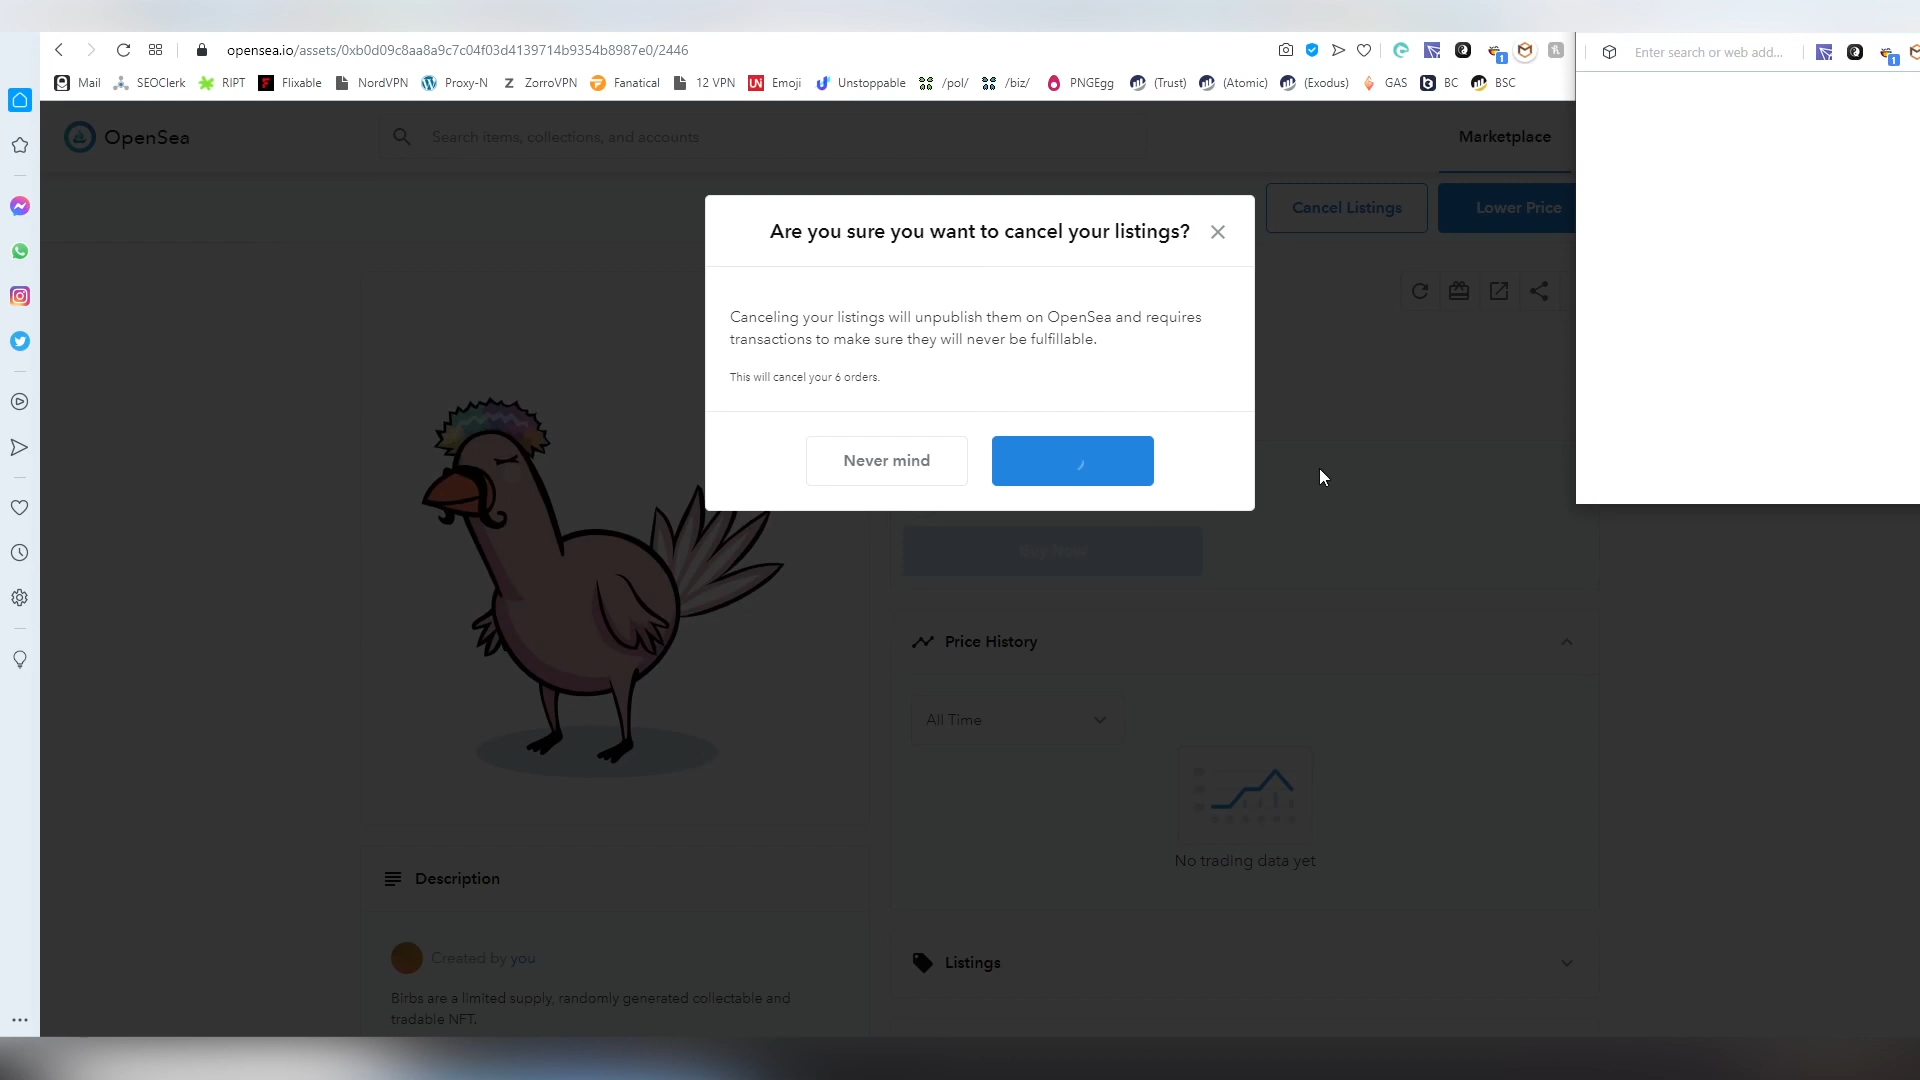 opensea.io/assets/0xb0d09c8aa8a9c7c04f03d4139714b9354b8987e0/2446
Enter search or web add...
1
1
Mail SEOClerk RIPT Flixable NordVPN Proxy-N ZorroVPN Fanatical 12 VPN Emoji Unstoppable /pol/ /biz/ PNGEgg (Trust) (Atomic) (Exodus) GAS BC BSC
OpenSea
Search items, collections, and accounts
Marketplace
Cancel Listings
Lower Price
Are you sure you want to cancel your listings?
Canceling your listings will unpublish them on OpenSea and requires
transactions to make sure they will never be fulfillable.
This will cancel your 6 orders.
Never mind
Buy Now
Price History
All Time
No trading data yet
Description
Listings
Created by you
Birbs are a limited supply, randomly generated collectable and
tradable NFT.